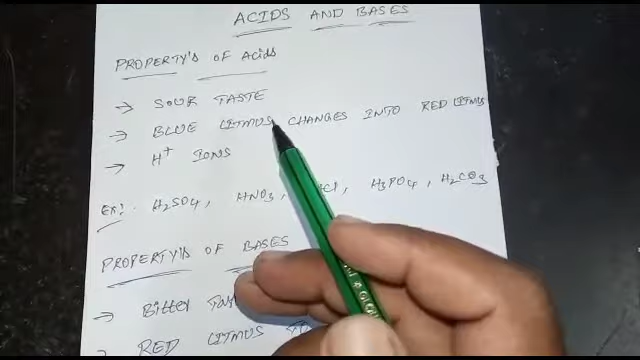 ACIDS AND BASES
PROPERTY'S OF Acids
→ SOUR TASTE
→ BLUE LITMUS CHANGES INTO RED LITMUS
→ H+ IONS
Ex: H2SO4, HNO3, H3PO4, H2CO3
PROPERTY'S OF BASES
→ Bitter
→ RED LITMUS